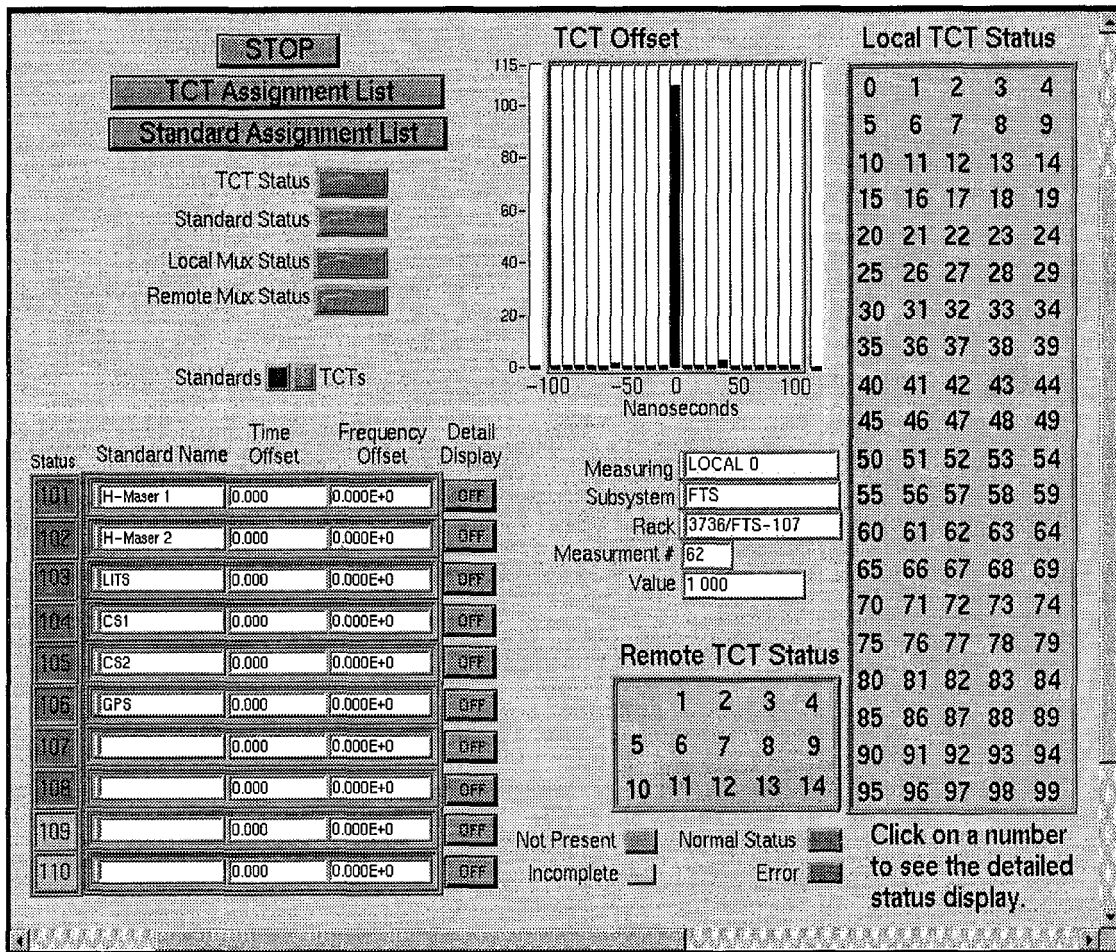 STOP
TCT Assignment List
Standard Assignment List
TCT Status
Standard Status
Local Mux Status
Remote Mux Status
Standards TCTs
TCT Offset
115-
100-
80-
60-
40-
20-
0-
-100 -50 0 50 100
Nanoseconds
Status Standard Name Time Offset Frequency Offset Detail Display
101 H-Maser 1 0.000 0.000E+0 OFF
102 H-Maser 2 0.000 0.000E+0 OFF
103 LITS 0.000 0.000E+0 OFF
104 CS1 0.000 0.000E+0 OFF
105 CS2 0.000 0.000E+0 OFF
106 GPS 0.000 0.000E+0 OFF
107 0.000 0.000E+0 OFF
108 0.000 0.000E+0 OFF
109 0.000 0.000E+0 OFF
110 0.000 0.000E+0 OFF
Measuring LOCAL 0
Subsystem FTS
Rack 3736/FTS-107
Measurment # 62
Value 1 000
Remote TCT Status
1 2 3 4
5 6 7 8 9
10 11 12 13 14
Not Present Normal Status
Incomplete Error
Local TCT Status
0 1 2 3 4
5 6 7 8 9
10 11 12 13 14
15 16 17 18 19
20 21 22 23 24
25 26 27 28 29
30 31 32 33 34
35 36 37 38 39
40 41 42 43 44
45 46 47 48 49
50 51 52 53 54
55 56 57 58 59
60 61 62 63 64
65 66 67 68 69
70 71 72 73 74
75 76 77 78 79
80 81 82 83 84
85 86 87 88 89
90 91 92 93 94
95 96 97 98 99
Click on a number
to see the detailed
status display.